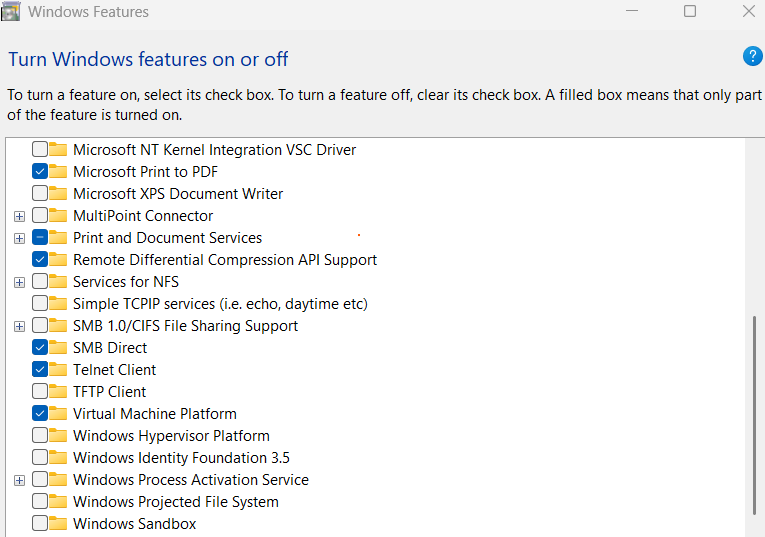 Windows Features
Turn Windows features on or off
?
To turn a feature on, select its check box. To turn a feature off, clear its check box. A filled box means that only part
of the feature is turned on.
Microsoft NT Kernel Integration VSC Driver
Microsoft Print to PDF
Microsoft XPS Document Writer
MultiPoint Connector
Print and Document Services
Remote Differential Compression API Support
Services for NFS
Simple TCPIP services (i.e. echo, daytime etc)
SMB 1.0/CIFS File Sharing Support
SMB Direct
Telnet Client
TFTP Client
Virtual Machine Platform
Windows Hypervisor Platform
Windows Identity Foundation 3.5
Windows Process Activation Service
Windows Projected File System
Windows Sandbox